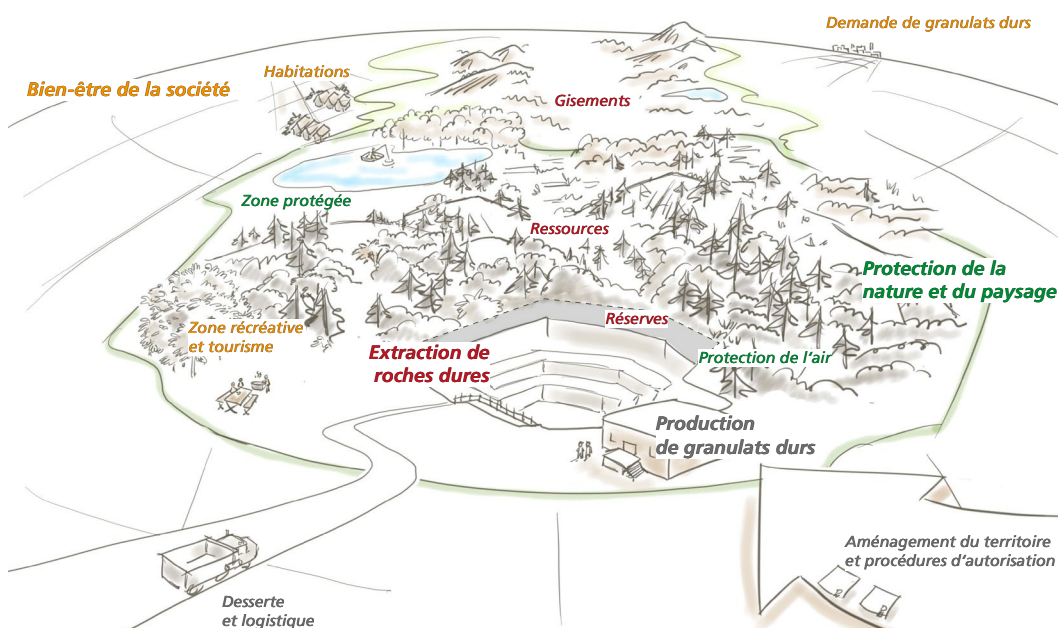 Demande de granulats durs
Habitations
Bien-être de la société
Gisements
Zone protégée
Ressources
Protection de la
nature et du paysage
Réserves
Zone récréative
et tourisme
Extraction de
roches dures
Protection de l'air
Production
de granulats durs
Aménagement du territoire
et procédures d'autorisation
Desserte
et logistique